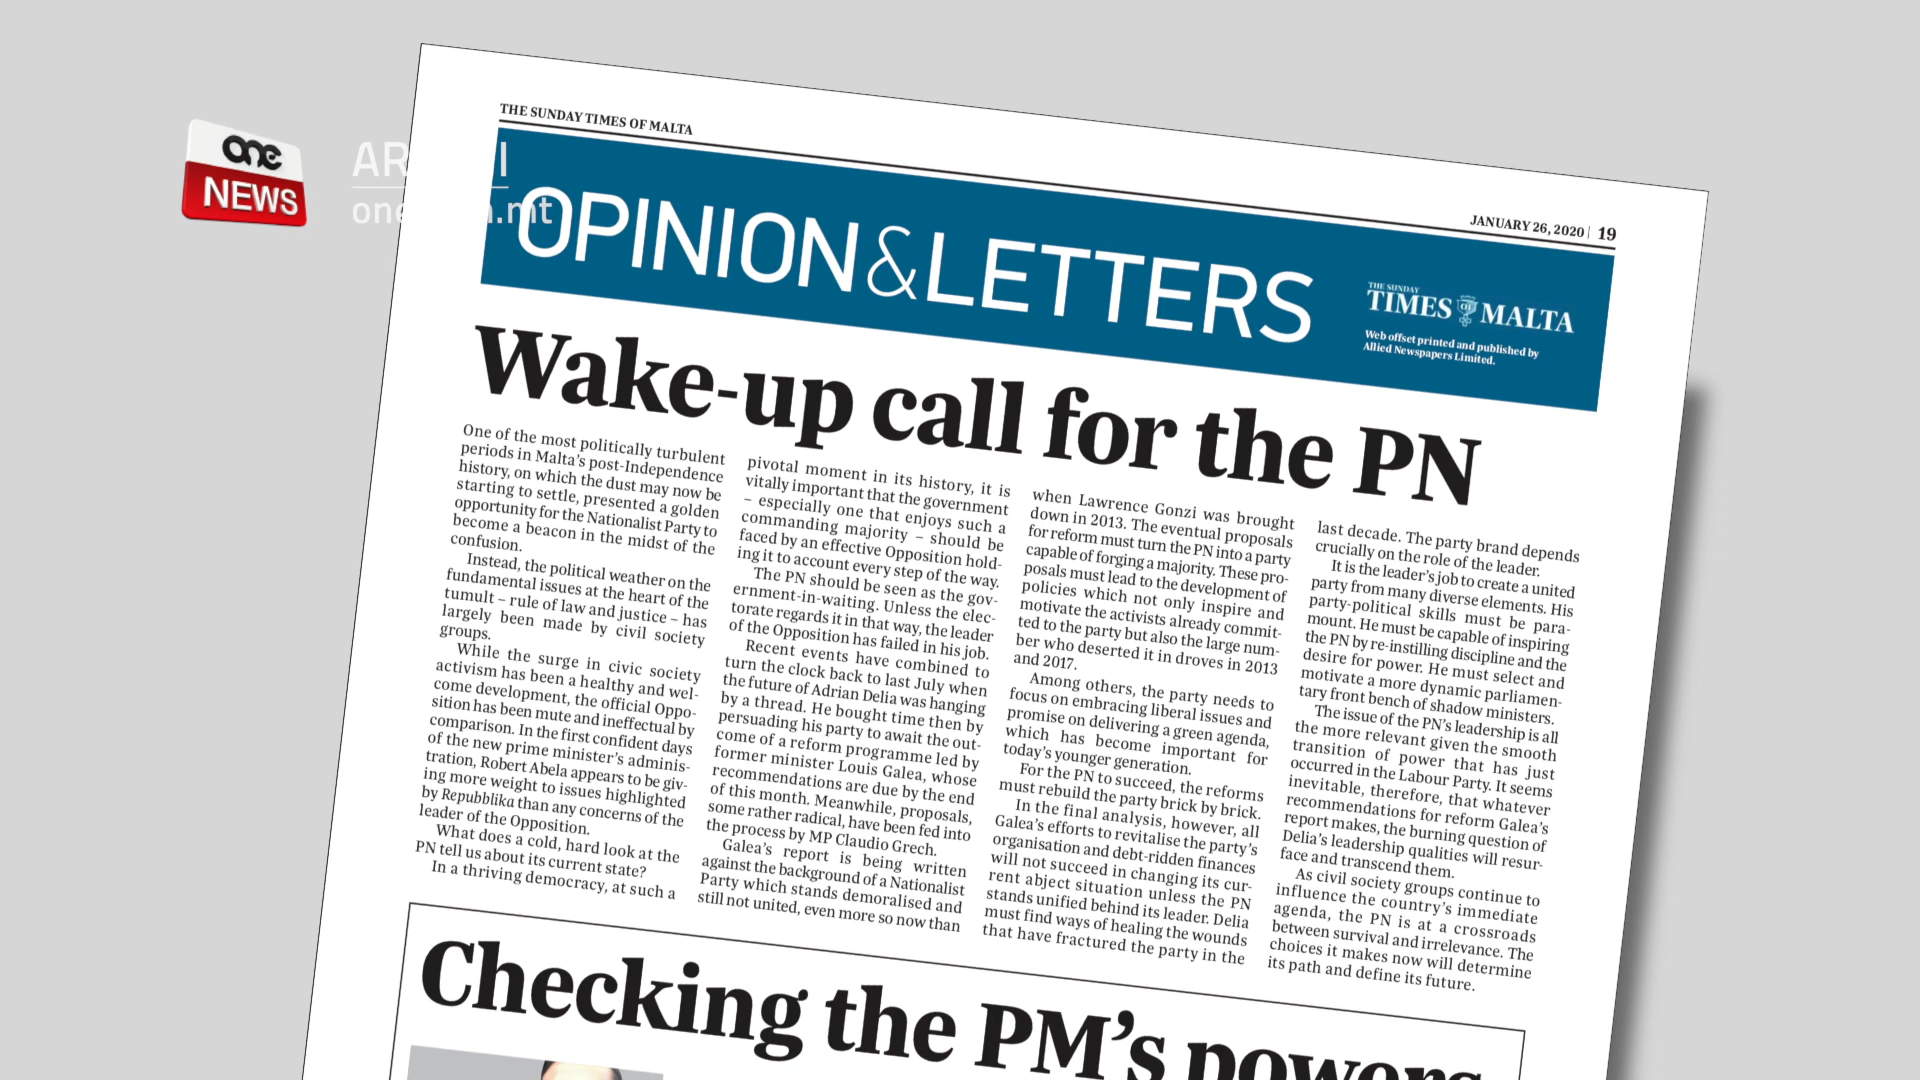 one
NEWS
THE SUNDAY TIMES OF MALTA
JANUARY 26, 2020 | 19
OPINION&LETTERS
THE SUNDAY
TIMES OF MALTA
Web offset printed and published by
Allied Newspapers Limited.
Wake-up call for the PN
One of the most politically turbulent
periods in Malta's post-Independence
history, on which the dust may now be
starting to settle, presented a golden
opportunity for the Nationalist Party to
become a beacon in the midst of the
confusion.
Instead, the political weather on the
fundamental issues at the heart of the
tumult – rule of law and justice – has
largely been made by civil society
groups.
While the surge in civic society
activism has been a healthy and wel-
come development, the official Oppo-
sition has been mute and ineffectual by
comparison. In the first confident days
of the new prime minister's adminis-
tration, Robert Abela appears to be giv-
ing more weight to issues highlighted
by Repubblika than any concerns of the
leader of the Opposition.
What does a cold, hard look at the
PN tell us about its current state?
In a thriving democracy, at such a
pivotal moment in its history, it is
vitally important that the government
– especially one that enjoys such a
commanding majority – should be
faced by an effective Opposition hold-
ing it to account every step of the way.
The PN should be seen as the gov-
ernment-in-waiting. Unless the elec-
torate regards it in that way, the leader
of the Opposition has failed in his job.
Recent events have combined to
turn the clock back to last July when
the future of Adrian Delia was hanging
by a thread. He bought time then by
persuading his party to await the out-
come of a reform programme led by
former minister Louis Galea, whose
recommendations are due by the end
of this month. Meanwhile, proposals,
some rather radical, have been fed into
the process by MP Claudio Grech.
Galea's report is being written
against the background of a Nationalist
Party which stands demoralised and
still not united, even more so now than
when Lawrence Gonzi was brought
down in 2013. The eventual proposals
for reform must turn the PN into a party
capable of forging a majority. These pro-
posals must lead to the development of
policies which not only inspire and
motivate the activists already commit-
ted to the party but also the large num-
ber who deserted it in droves in 2013
and 2017.
Among others, the party needs to
focus on embracing liberal issues and
promise on delivering a green agenda,
which has become important for
today's younger generation.
For the PN to succeed, the reforms
must rebuild the party brick by brick.
In the final analysis, however, all
Galea's efforts to revitalise the party's
organisation and debt-ridden finances
will not succeed in changing its cur-
rent abject situation unless the PN
stands unified behind its leader. Delia
must find ways of healing the wounds
that have fractured the party in the
last decade. The party brand depends
crucially on the role of the leader.
It is the leader's job to create a united
party from many diverse elements. His
party-political skills must be para-
mount. He must be capable of inspiring
the PN by re-instilling discipline and the
desire for power. He must select and
motivate a more dynamic parliamen-
tary front bench of shadow ministers.
The issue of the PN's leadership is all
the more relevant given the smooth
transition of power that has just
occurred in the Labour Party. It seems
inevitable, therefore, that whatever
recommendations for reform Galea's
report makes, the burning question of
Delia's leadership qualities will resur-
face and transcend them.
As civil society groups continue to
influence the country's immediate
agenda, the PN is at a crossroads
between survival and irrelevance. The
choices it makes now will determine
its path and define its future.
Checking the PM's powers